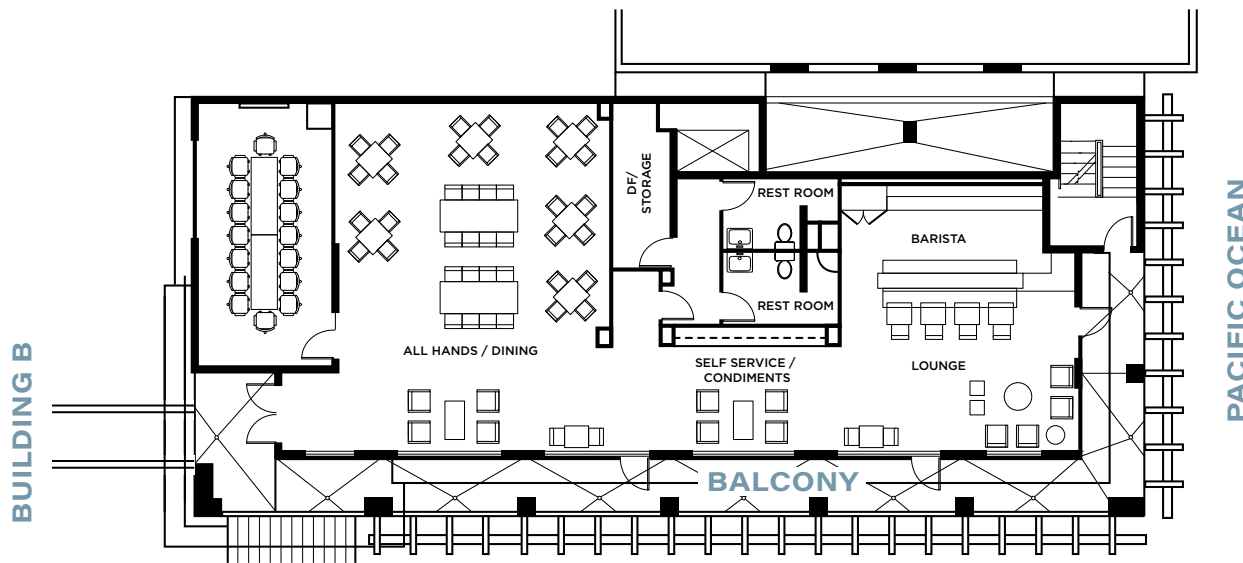 REST ROOM
DF/
STORAGE
BARISTA
REST ROOM
ALL HANDS / DINING
SELF SERVICE /
CONDIMENTS
LOUNGE
BUILDING B
PACIFIC OCEAN
BALCONY